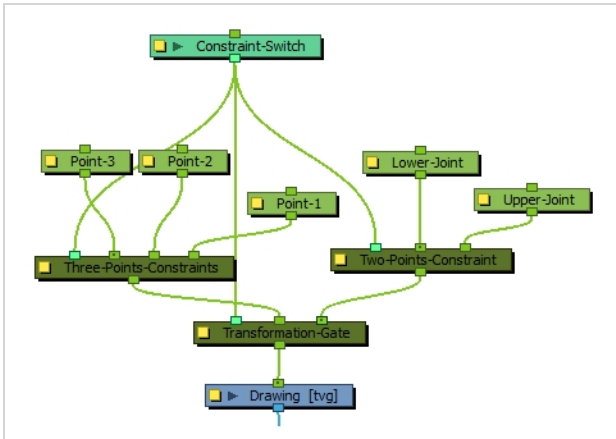 Constraint-Switch
Point-3
Point-2
Lower-Joint
Point-1
Upper-Joint
Three-Points-Constraints
Two-Points-Constraint
Transformation-Gate
Drawing [tvg]